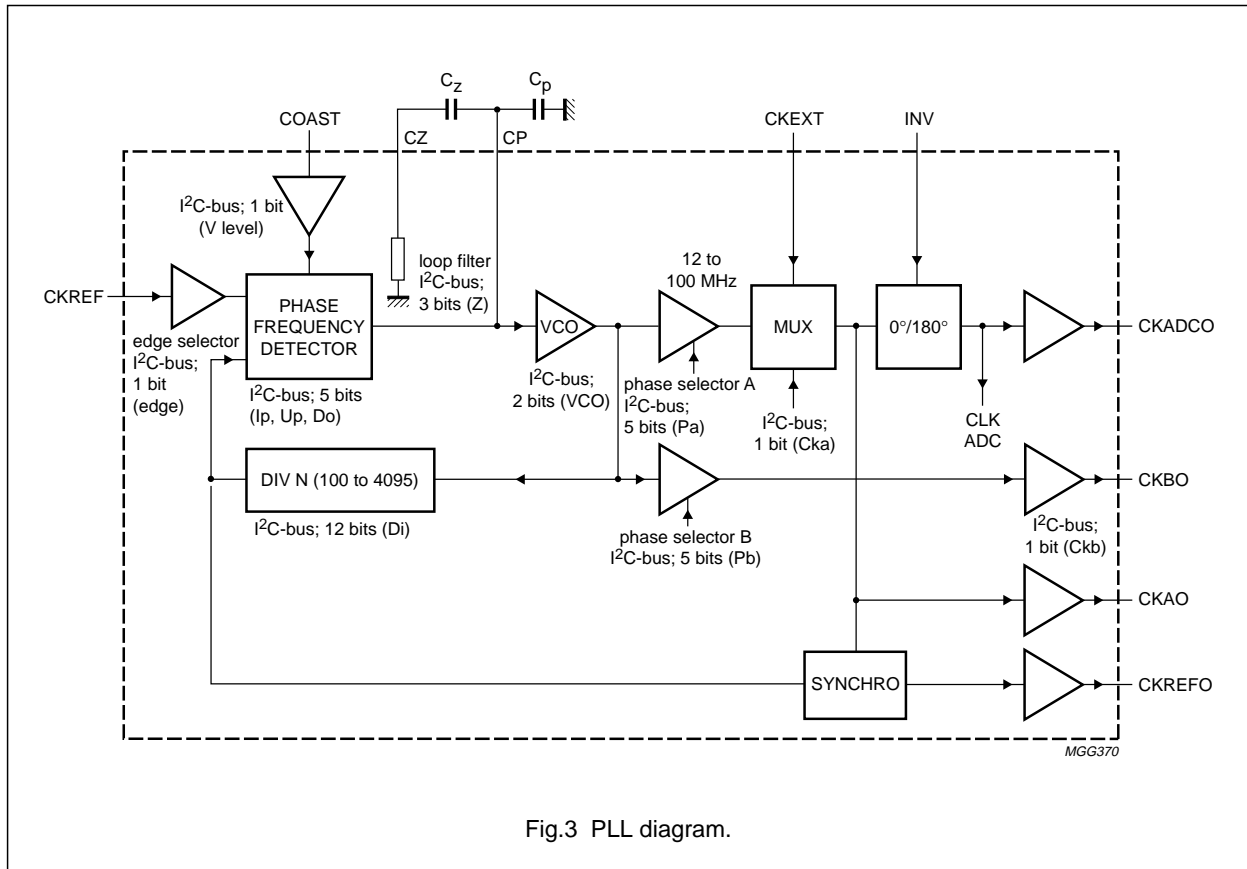 Cz
Cp
COAST
CZ
CP
CKEXT
INV
I2C-bus; 1 bit
(V level)
loop filter
I2C-bus;
3 bits (Z)
12 to
100 MHz
CKREF
PHASE
FREQUENCY
DETECTOR
VCO
MUX
0°/180°
CKADCO
edge selector
I2C-bus;
1 bit
(edge)
I2C-bus; 5 bits
(Ip, Up, Do)
I2C-bus;
2 bits (VCO)
phase selector A
I2C-bus;
5 bits (Pa)
I2C-bus;
1 bit (Cka)
CLK
ADC
DIV N (100 to 4095)
I2C-bus; 12 bits (Di)
phase selector B
I2C-bus; 5 bits (Pb)
CKBO
I2C-bus;
1 bit (Ckb)
CKAO
SYNCHRO
CKREFO
MGG370
Fig.3 PLL diagram.